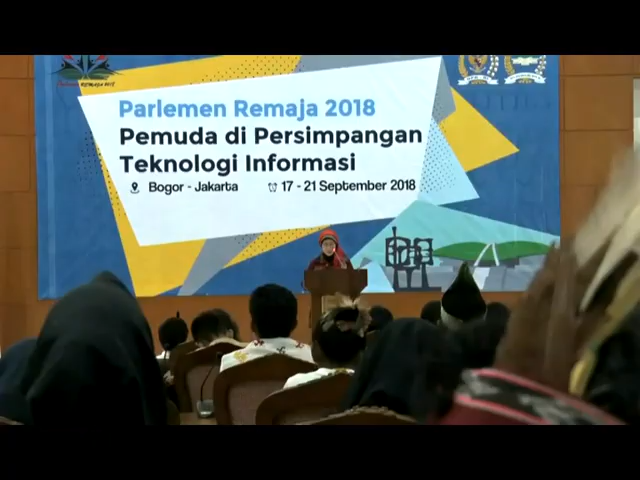 Parlemen Remaja 2018
Pemuda di Persimpangan
Teknologi Informasi
Bogor - Jakarta
17 - 21 September 2018